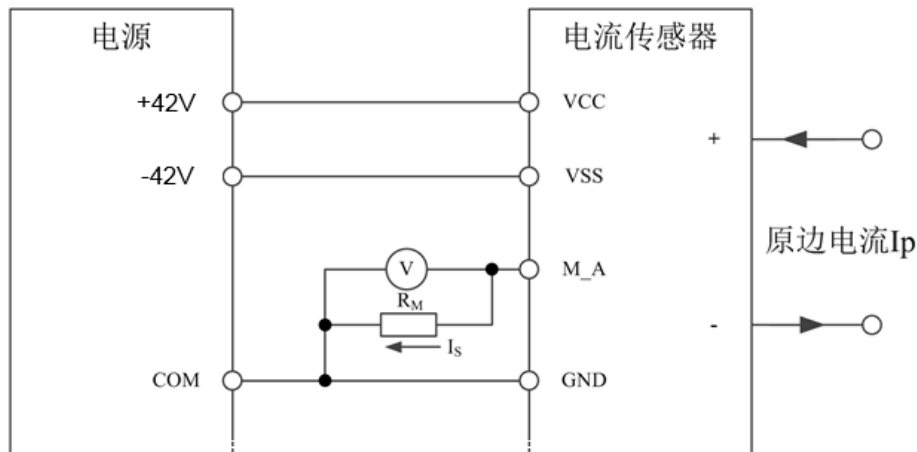 电源
电流传感器
+42V
VCC
+
-42V
VSS
原边电流Ip
V
M_A
RM
IS
-
COM
GND